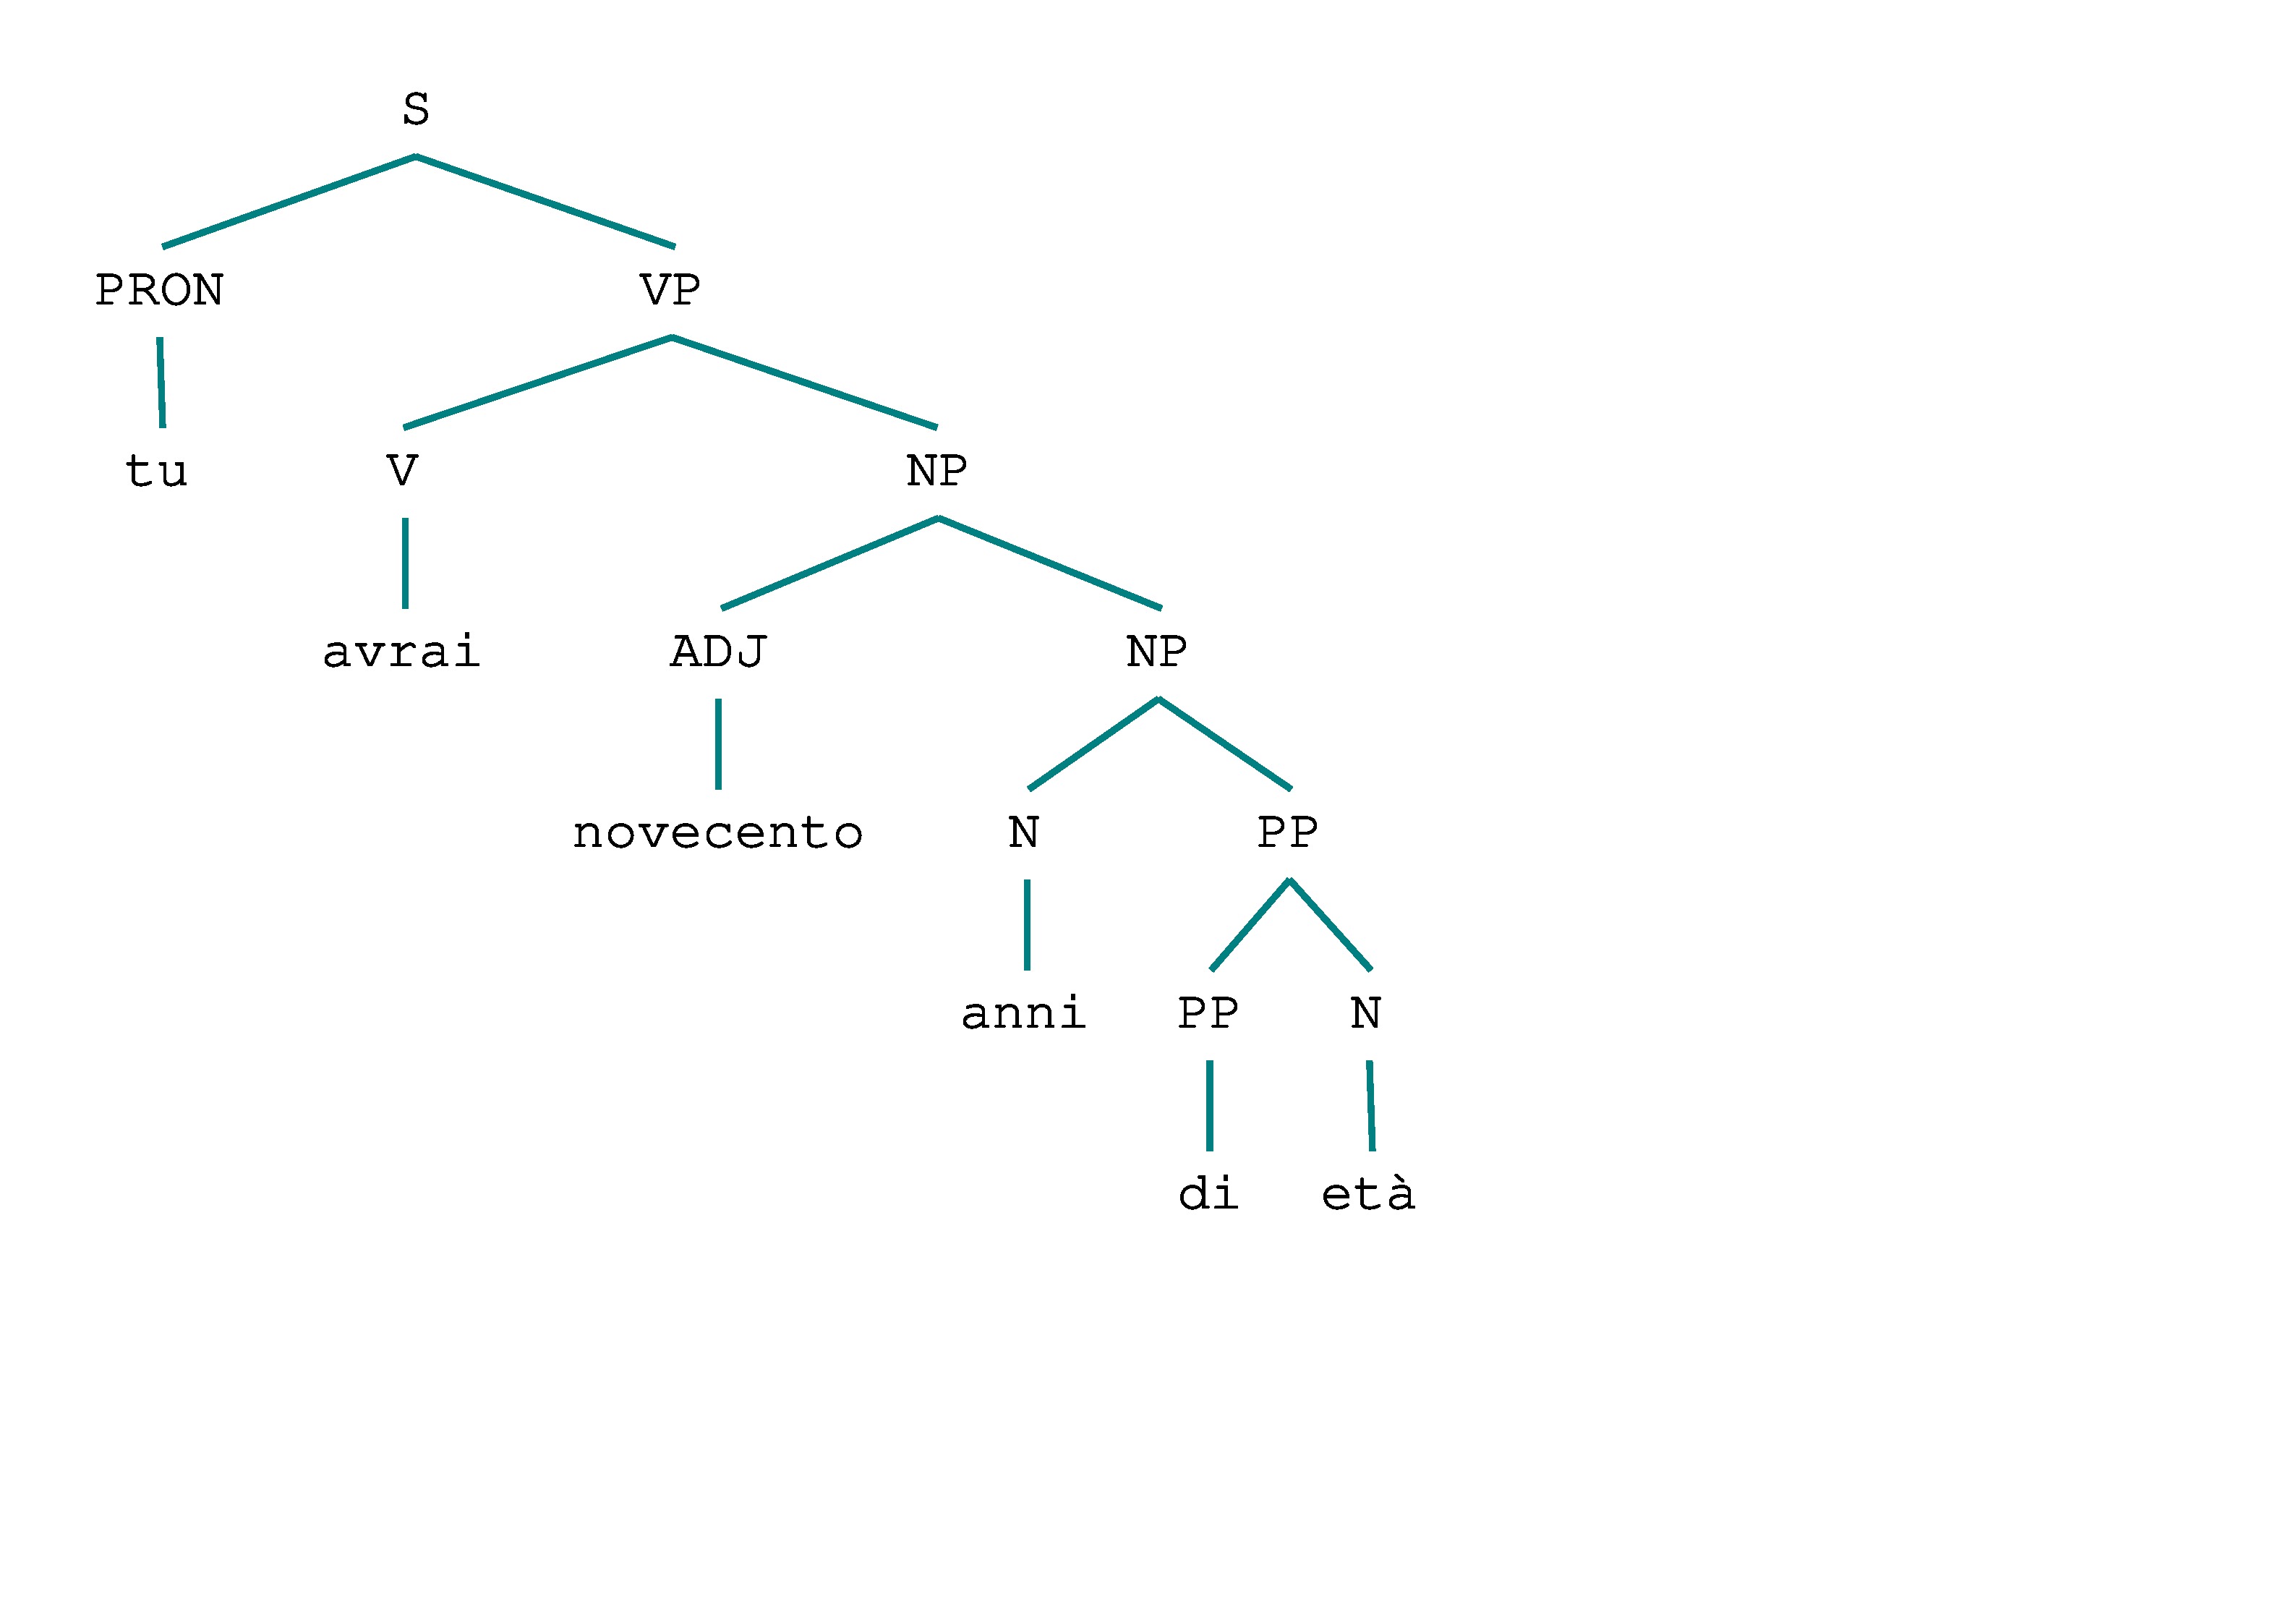 S
PRON VP
tu V NP
avrai ADJ NP
novecento N PP
anni PP N
di età